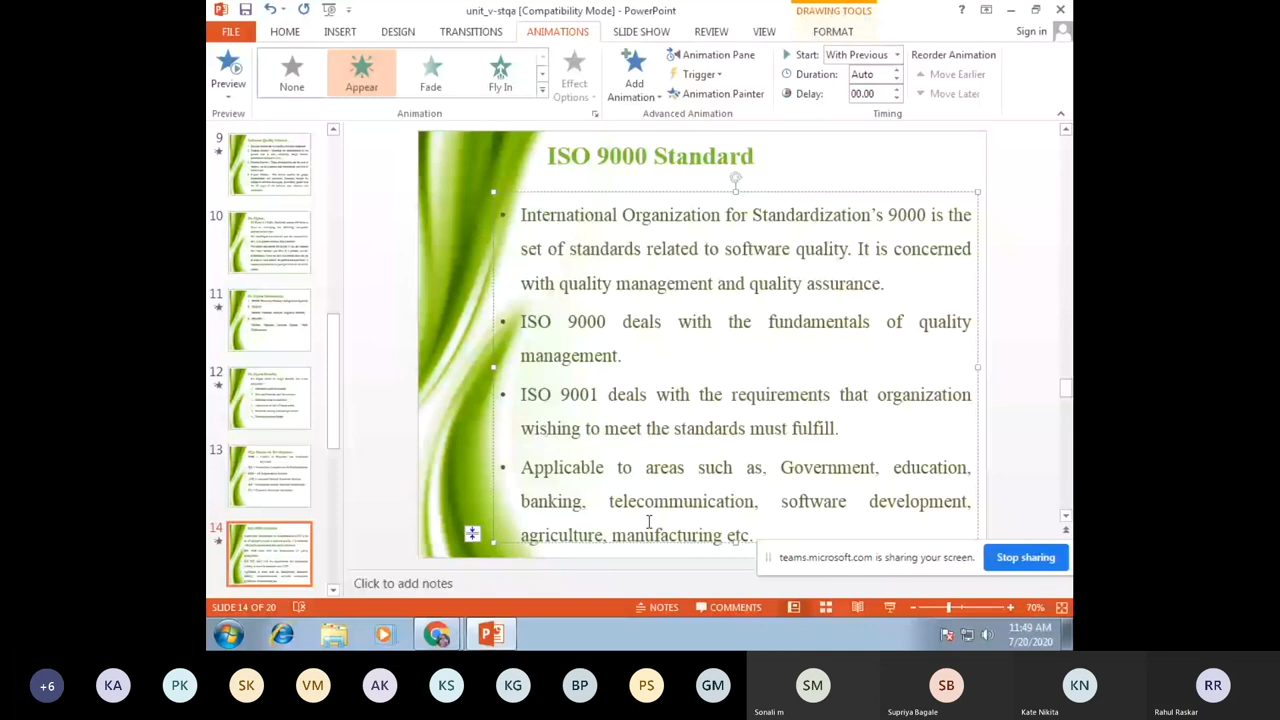 unit_v-stqa [Compatibility Mode] - PowerPoint
DRAWING TOOLS
FILE HOME INSERT DESIGN TRANSITIONS ANIMATIONS SLIDE SHOW REVIEW VIEW FORMAT Sign in
Preview
None Appear Fade Fly In
Effect Options
Add Animation
Animation Pane
Trigger
Animation Painter
Start: With Previous
Duration: Auto
Delay: 00.00
Reorder Animation
Move Earlier
Move Later
Preview Animation Advanced Animation Timing
9
10
11
12
13
14
ISO 9000 Standard
• International Organization for Standardization's 9000 is the
set of standards related to software quality. It is concerned
with quality management and quality assurance.
• ISO 9000 deals with the fundamentals of quality
management.
• ISO 9001 deals with the requirements that organization
wishing to meet the standards must fulfill.
• Applicable to areas such as, Government, education,
banking, telecommunication, software development,
agriculture, manufacturing etc.
teams.microsoft.com is sharing your screen.
Stop sharing
Click to add notes
SLIDE 14 OF 20
NOTES COMMENTS 70%
11:49 AM
7/20/2020
+6 KA PK SK VM AK KS KG BP PS GM SM SB KN RR
Sonali m Supriya Bagale Kate Nikita Rahul Raskar